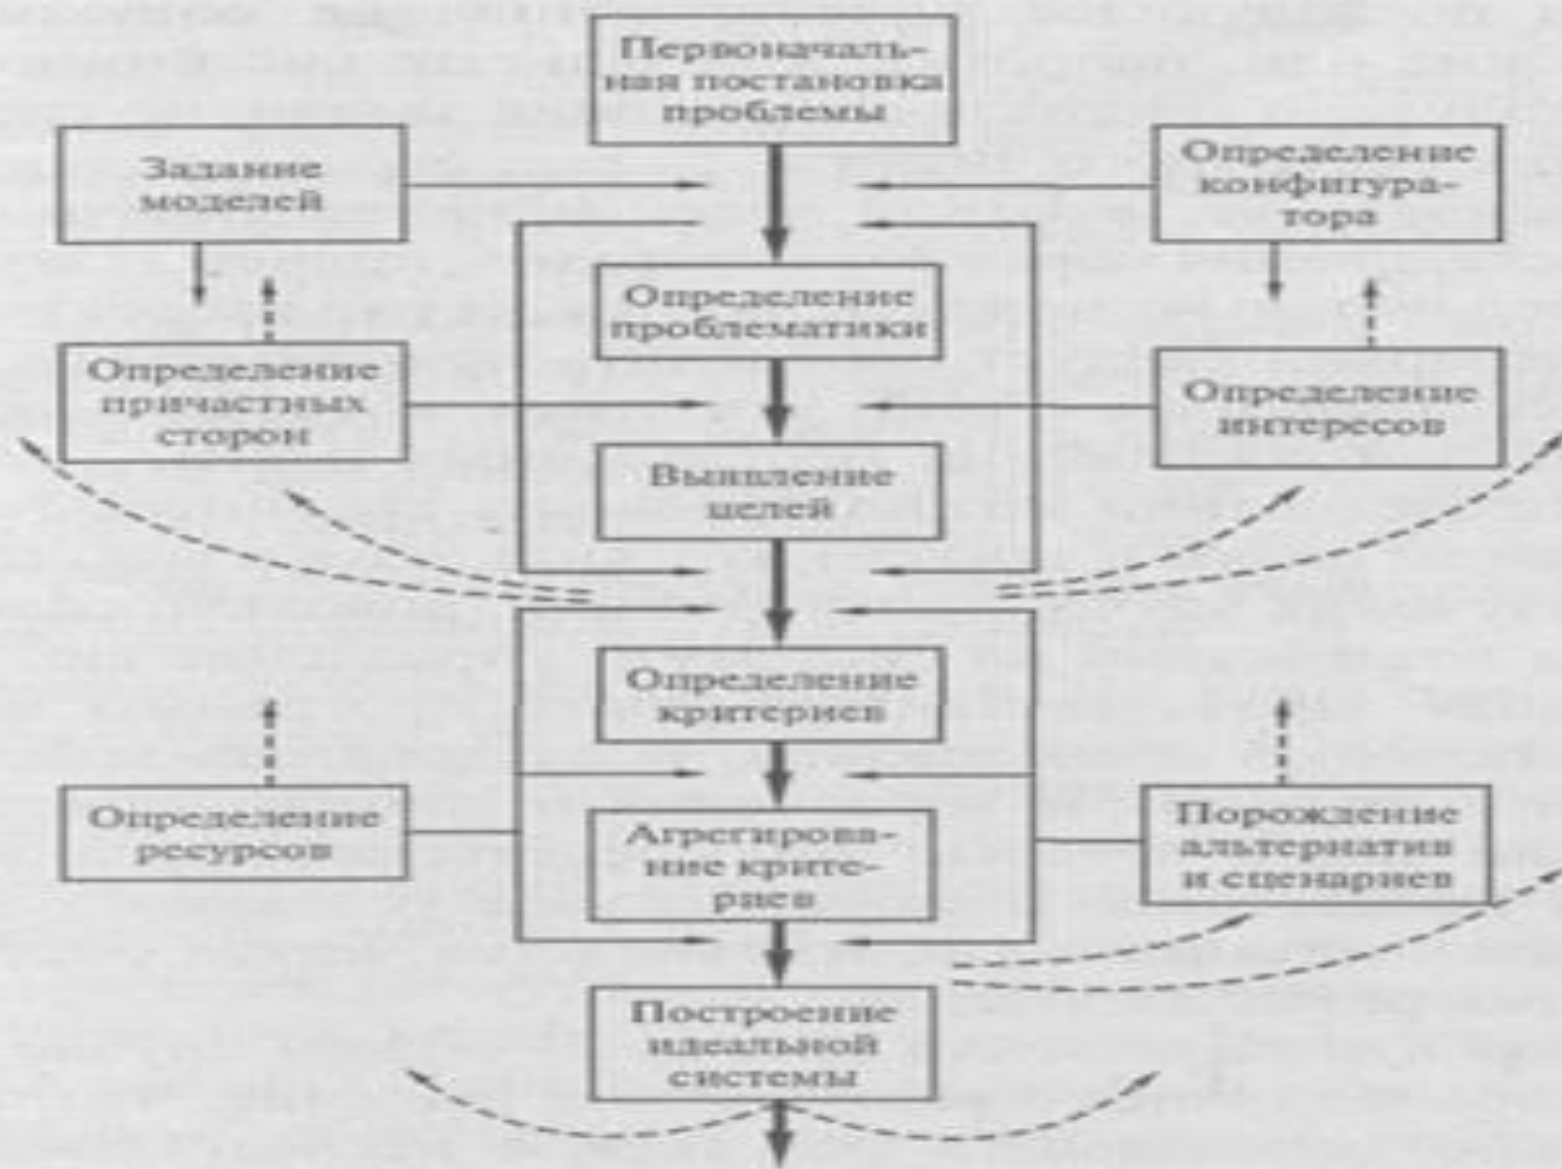 Первоначаль-
ная постановка
проблемы
Задание
моделей
Определение
конфигура-
тора
Определение
проблематики
Определение
причастных
сторон
Определение
интересов
Выявление
целей
Определение
критериев
Определение
ресурсов
Агрегирова-
ние крите-
риев
Порождение
альтернатив
и сценариев
Построение
идеальной
системы